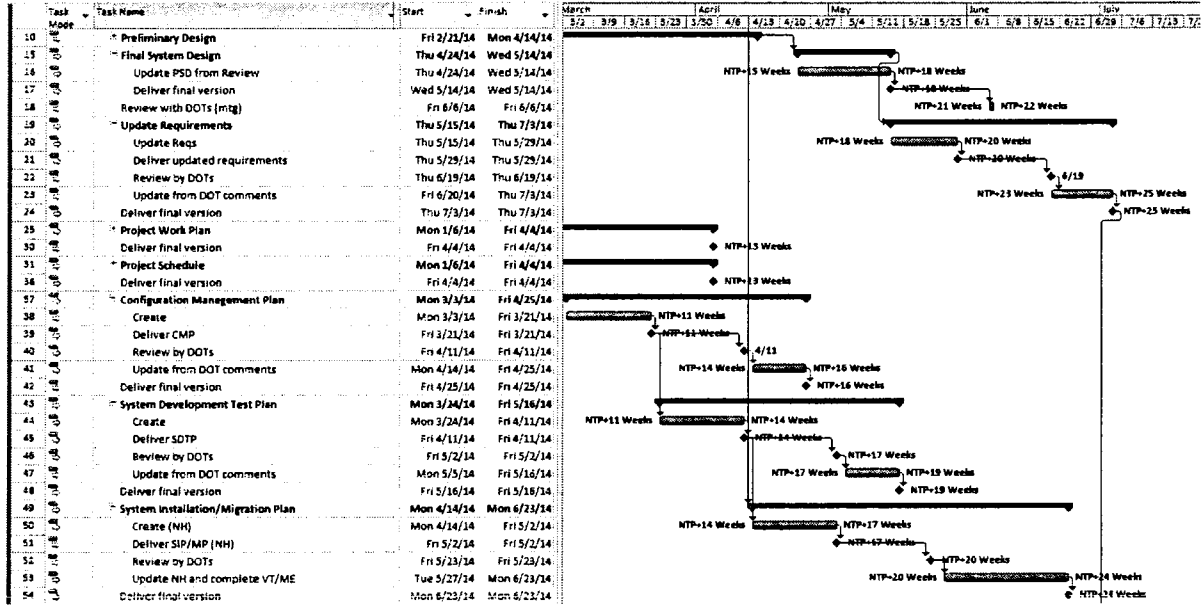 Task Mode Task Name Start Finish March April May June July
3/2 3/9 3/16 3/23 3/30 4/6 4/13 4/20 4/27 5/4 5/11 5/18 5/25 6/1 6/8 6/15 6/22 6/29 7/6 7/13
10 Preliminary Design Fri 2/21/14 Mon 4/14/14
15 Final System Design Thu 4/24/14 Wed 5/14/14
16 Update PSD from Review Thu 4/24/14 Wed 5/14/14 NTP+15 Weeks NTP+18 Weeks
17 Deliver final version Wed 5/14/14 Wed 5/14/14 NTP+18 Weeks
18 Review with DOTs (mtg) Fri 6/6/14 Fri 6/6/14 NTP+21 Weeks NTP+22 Weeks
19 Update Requirements Thu 5/15/14 Thu 7/3/14
20 Update Reqs Thu 5/15/14 Thu 5/29/14 NTP+18 Weeks NTP+20 Weeks
21 Deliver updated requirements Thu 5/29/14 Thu 5/29/14 NTP+20 Weeks
22 Review by DOTs Thu 6/19/14 Thu 6/19/14 6/19
23 Update from DOT comments Fri 6/20/14 Thu 7/3/14 NTP+23 Weeks NTP+25 Weeks
24 Deliver final version Thu 7/3/14 Thu 7/3/14 NTP+25 Weeks
25 Project Work Plan Mon 1/6/14 Fri 4/4/14
30 Deliver final version Fri 4/4/14 Fri 4/4/14 NTP+13 Weeks
31 Project Schedule Mon 1/6/14 Fri 4/4/14
36 Deliver final version Fri 4/4/14 Fri 4/4/14 NTP+13 Weeks
37 Configuration Management Plan Mon 3/3/14 Fri 4/25/14
38 Create Mon 3/3/14 Fri 3/21/14 NTP+11 Weeks
39 Deliver CMP Fri 3/21/14 Fri 3/21/14 NTP+11 Weeks
40 Review by DOTs Fri 4/11/14 Fri 4/11/14 4/11
41 Update from DOT comments Mon 4/14/14 Fri 4/25/14 NTP+14 Weeks NTP+16 Weeks
42 Deliver final version Fri 4/25/14 Fri 4/25/14 NTP+16 Weeks
43 System Development Test Plan Mon 3/24/14 Fri 5/16/14
44 Create Mon 3/24/14 Fri 4/11/14 NTP+11 Weeks NTP+14 Weeks
45 Deliver SDTP Fri 4/11/14 Fri 4/11/14 NTP+14 Weeks
46 Review by DOTs Fri 5/2/14 Fri 5/2/14 NTP+17 Weeks
47 Update from DOT comments Mon 5/5/14 Fri 5/16/14 NTP+17 Weeks NTP+19 Weeks
48 Deliver final version Fri 5/16/14 Fri 5/16/14 NTP+19 Weeks
49 System Installation/Migration Plan Mon 4/14/14 Mon 6/23/14
50 Create (NH) Mon 4/14/14 Fri 5/2/14 NTP+14 Weeks NTP+17 Weeks
51 Deliver SIP/MP (NH) Fri 5/2/14 Fri 5/2/14 NTP+17 Weeks
52 Review by DOTs Fri 5/23/14 Fri 5/23/14 NTP+20 Weeks
53 Update NH and complete VT/ME Tue 5/27/14 Mon 6/23/14 NTP+20 Weeks NTP+24 Weeks
54 Deliver final version Mon 6/23/14 Mon 6/23/14 NTP+24 Weeks